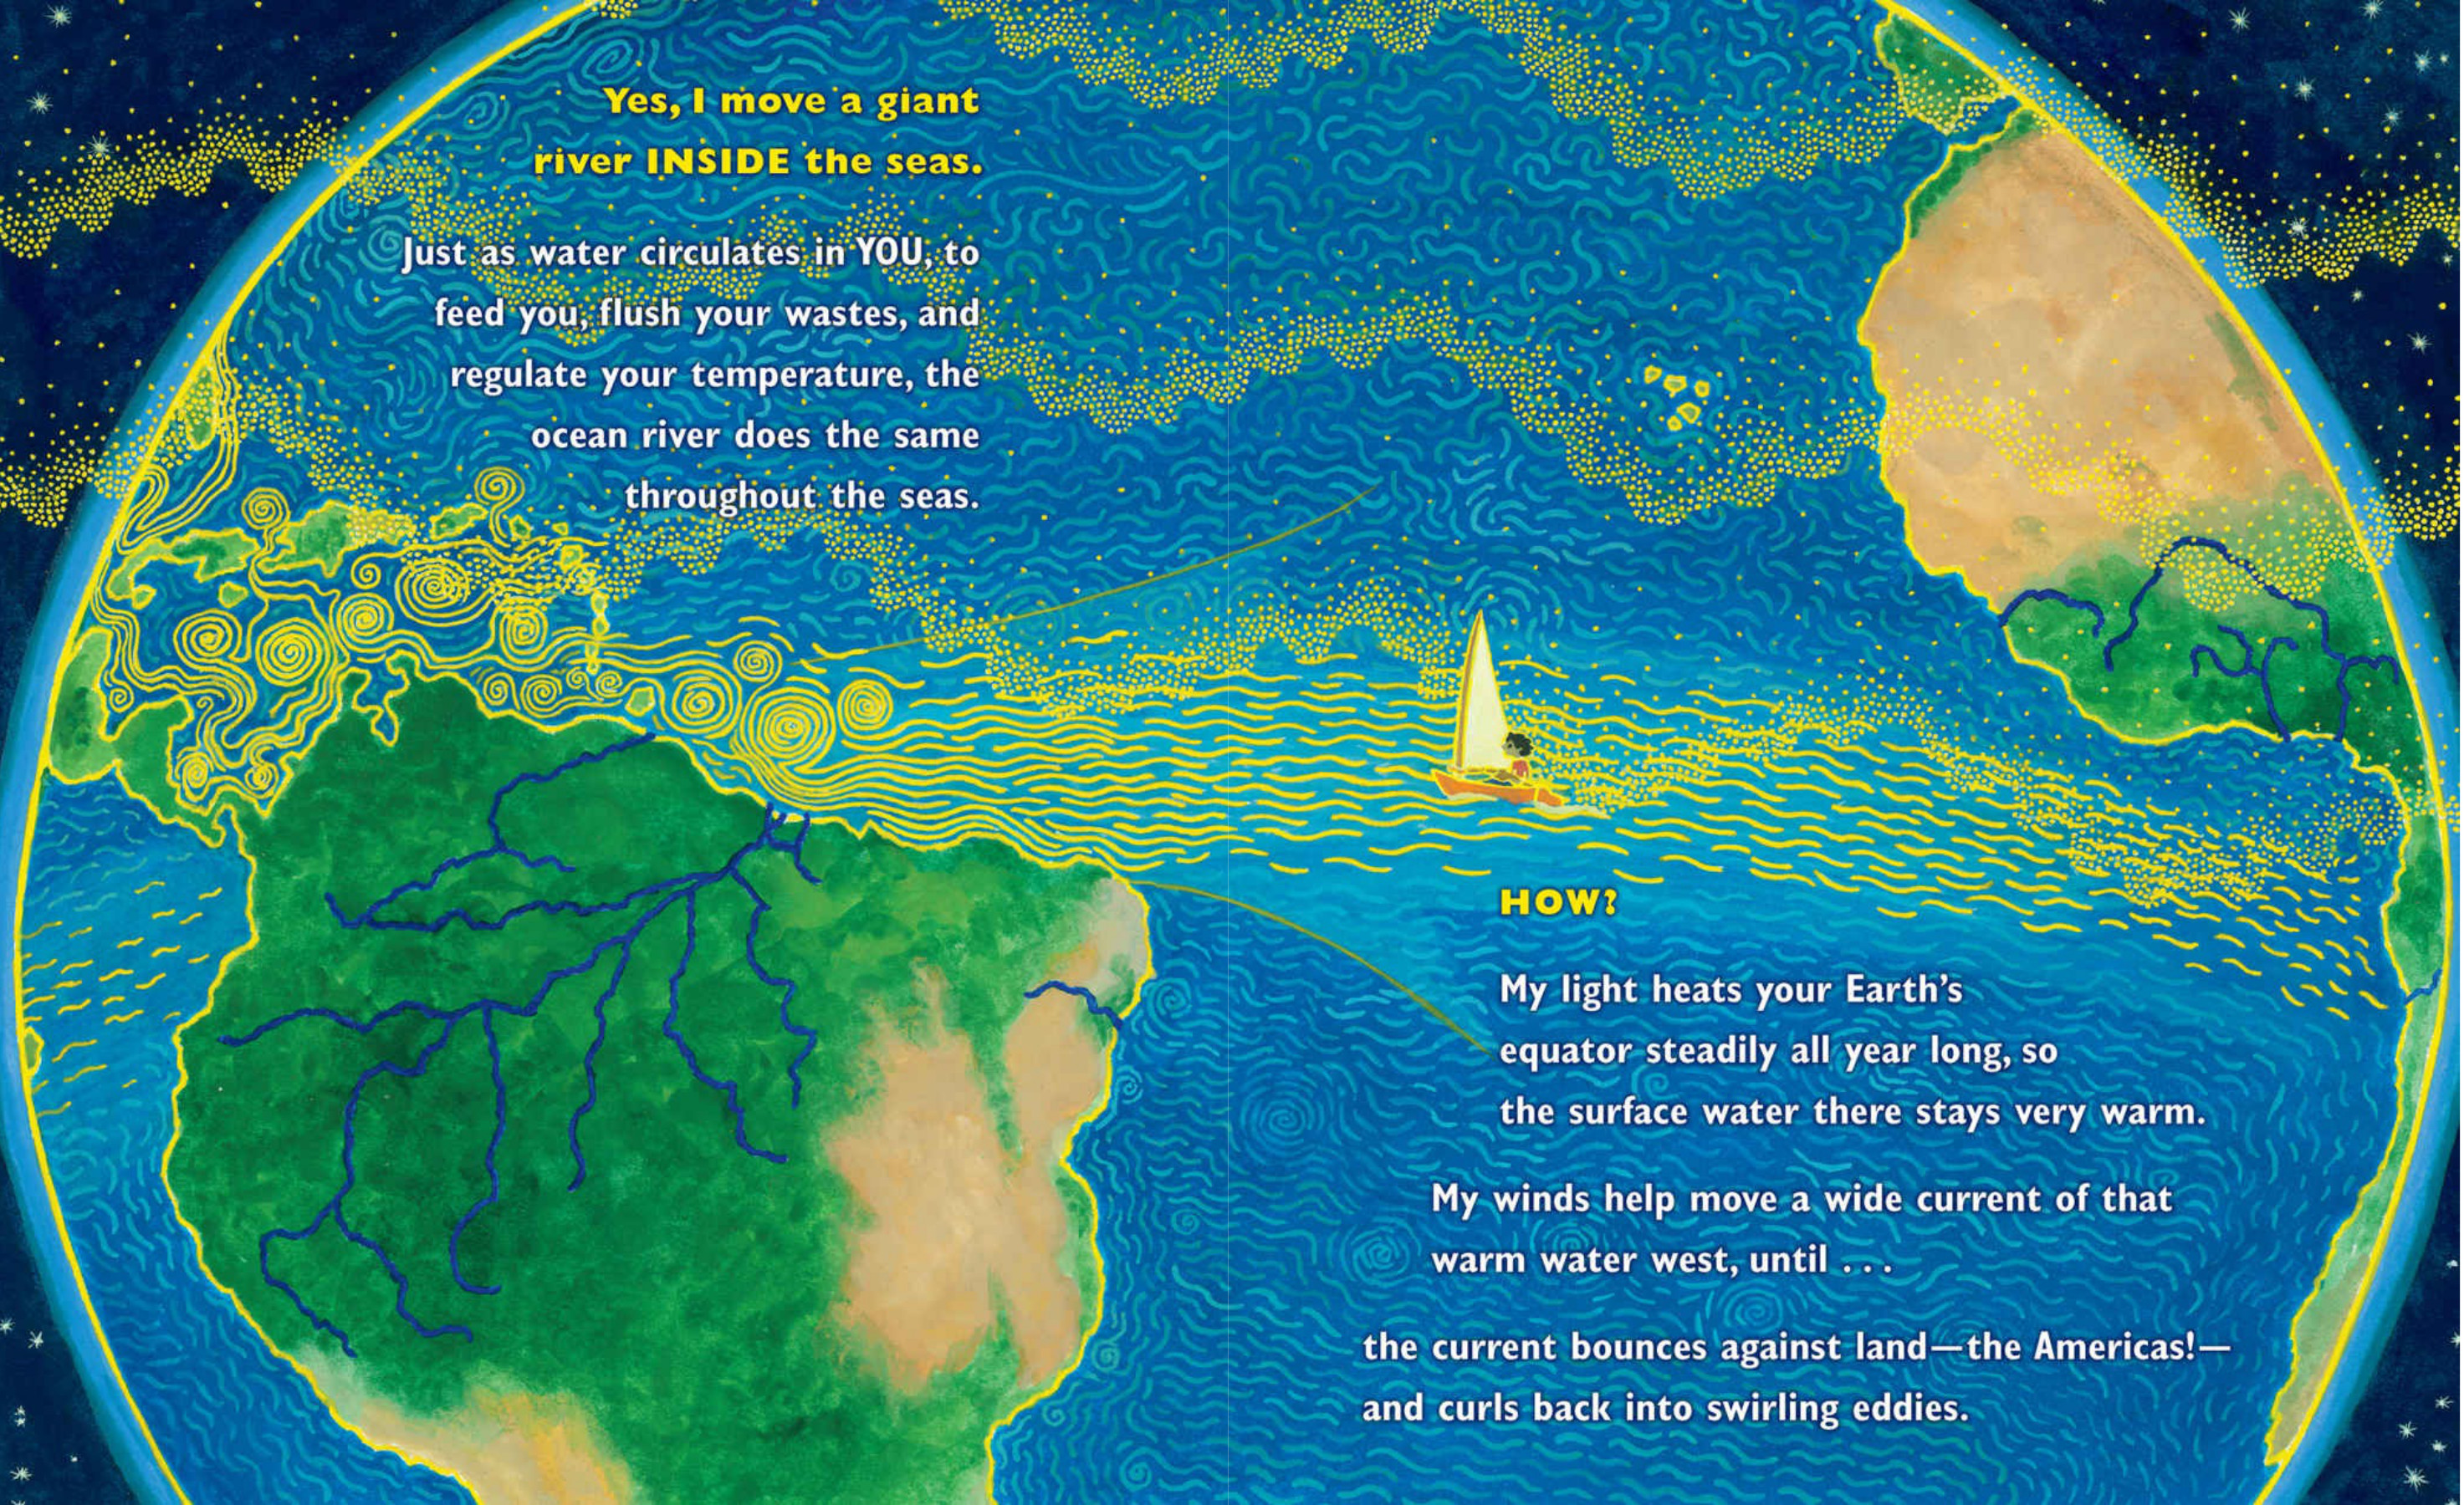 Yes, I move a giant
river INSIDE the seas.
Just as water circulates in YOU, to
feed you, flush your wastes, and
regulate your temperature, the
ocean river does the same
throughout the seas.
HOW?
My light heats your Earth's
equator steadily all year long, so
the surface water there stays very warm.
My winds help move a wide current of that
warm water west, until . . .
the current bounces against land—the Americas!—
and curls back into swirling eddies.